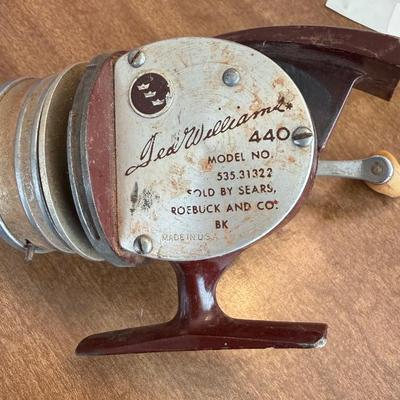 Ted Williams*
440
MODEL NO.
535.31322
SOLD BY SEARS,
ROEBUCK AND CO.
BK
MADE IN U.S.A.